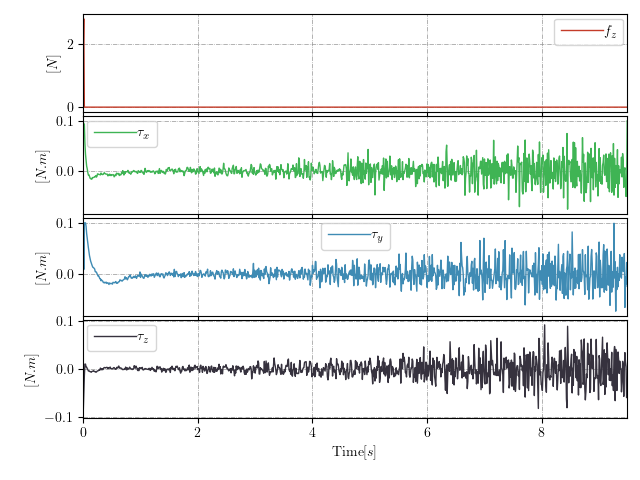 2
0
[N]
f_z
0.1
0.0
[N.m]
τ_x
0.1
0.0
[N.m]
τ_y
0.1
0.0
−0.1
[N.m]
τ_z
0 2 4 6 8
Time[s]